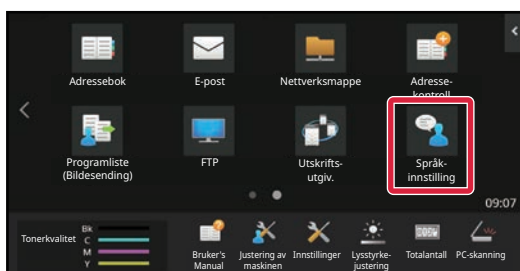 Adressebok
E-post
Nettverksmappe
Adresse-
kontroll
Programliste
(Bildesending)
FTP
Utskrifts-
utgiv.
Språk-
innstilling
09:07
Tonerkvalitet
Bk
C
M
Y
Bruker's
Manual
Justering av
maskinen
Innstillinger
Lysstyrke-
justering
Totalantall
PC-skanning